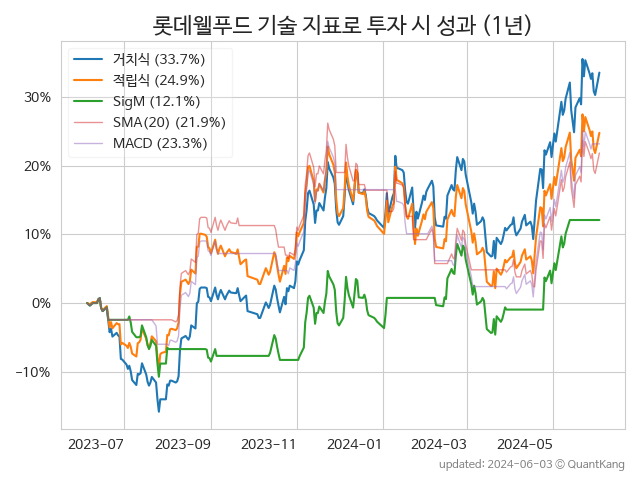 롯데웰푸드 기술 지표로 투자 시 성과 (1년)
거치식 (33.7%)
적립식 (24.9%)
SigM (12.1%)
SMA(20) (21.9%)
MACD (23.3%)
30%
20%
10%
0%
−10%
2023-07
2023-09
2023-11
2024-01
2024-03
2024-05
updated: 2024-06-03 ⓒ QuantKang